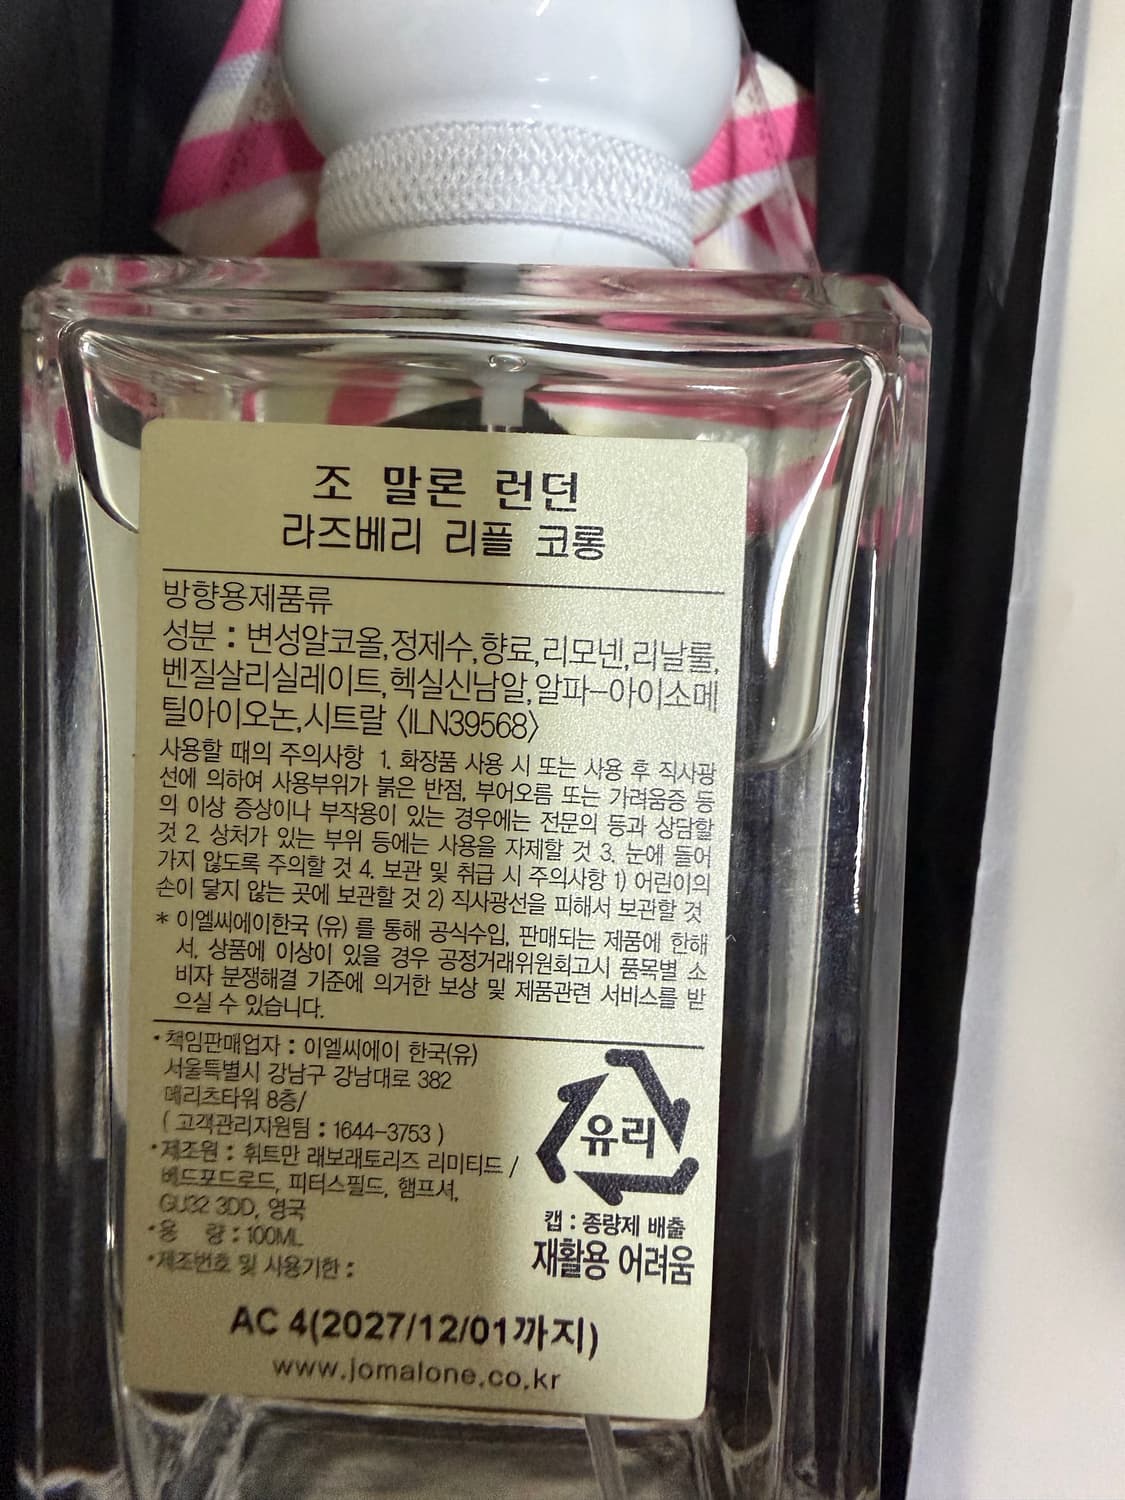 조 말론 런던
라즈베리 리플 코롱
방향용제품류
성분 : 변성알코올,정제수,향료,리모넨,리날룰,
벤질살리실레이트,헥실신남알,알파-아이소메
틸아이오논,시트랄 <ILN39568>
사용할 때의 주의사항 1. 화장품 사용 시 또는 사용 후 직사광
선에 의하여 사용부위가 붉은 반점, 부어오름 또는 가려움증 등
의 이상 증상이나 부작용이 있는 경우에는 전문의 등과 상담할
것 2. 상처가 있는 부위 등에는 사용을 자제할 것 3. 눈에 들어
가지 않도록 주의할 것 4. 보관 및 취급 시 주의사항 1) 어린이의
손이 닿지 않는 곳에 보관할 것 2) 직사광선을 피해서 보관할 것
* 이엘씨에이한국 (유) 를 통해 공식수입, 판매되는 제품에 한해
서, 상품에 이상이 있을 경우 공정거래위원회고시 품목별 소
비자 분쟁해결 기준에 의거한 보상 및 제품관련 서비스를 받
으실 수 있습니다.
•책임판매업자 : 이엘씨에이 한국(유)
서울특별시 강남구 강남대로 382
메리츠타워 8층/
( 고객관리지원팀 : 1644-3753 )
•제조원 : 휘트만 래보래토리즈 리미티드 /
베드포드로드, 피터스필드, 햄프셔,
GU32 3DD, 영국
•용 량 : 100ML
•제조번호 및 사용기한 :
유리
캡 : 종량제 배출
재활용 어려움
AC 4(2027/12/01까지)
www.jomalone.co.kr